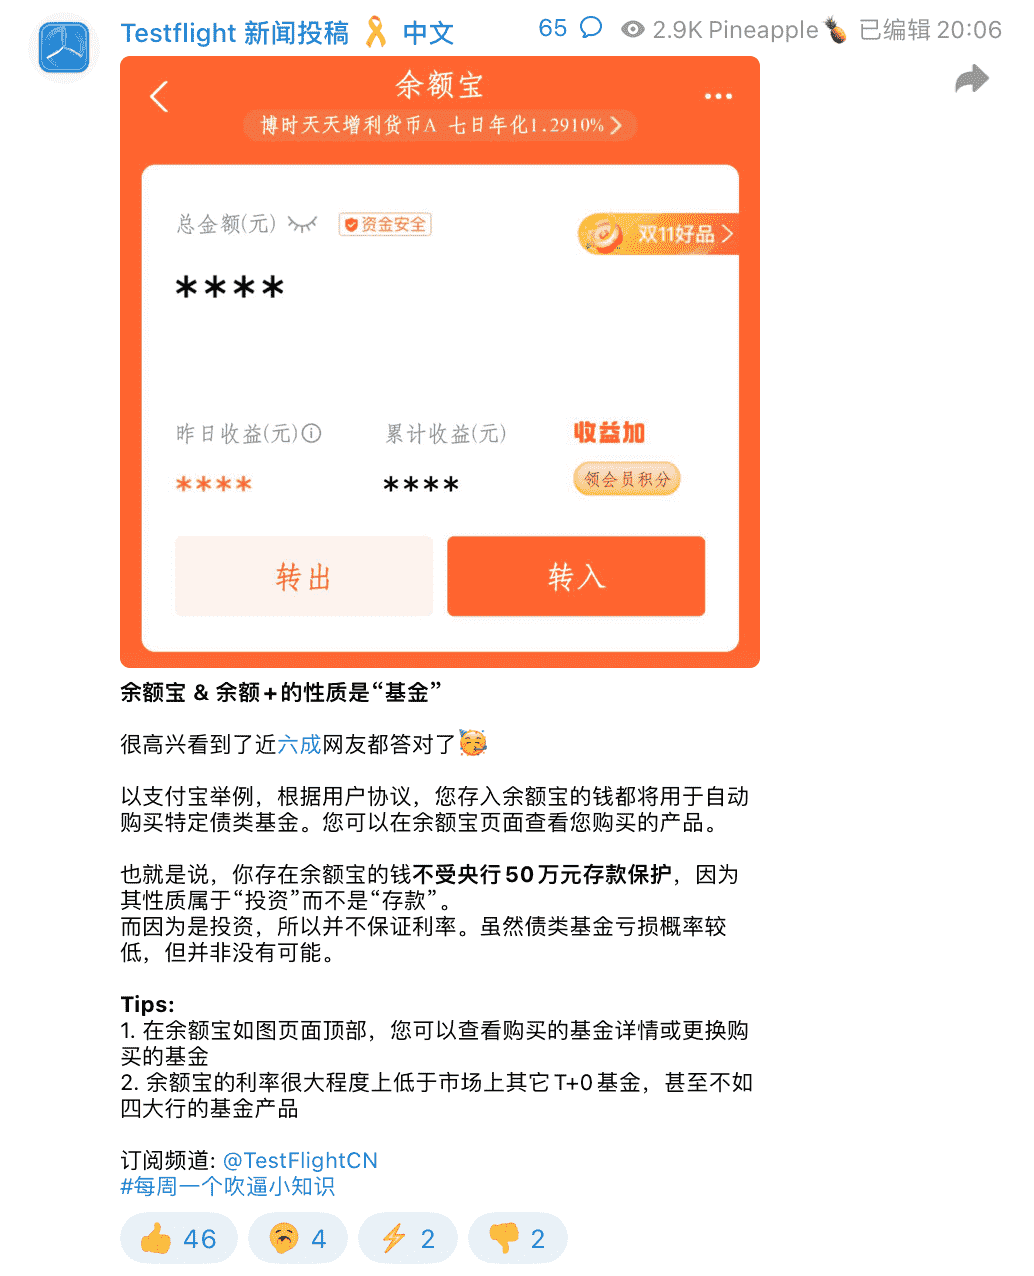 Testflight 新闻投稿 🎗 中文 65 2.9K Pineapple🍍 已编辑 20:06
余额宝
博时天天增利货币A 七日年化1.2910%
总金额(元) 资金安全
双11好品
****
昨日收益(元) 累计收益(元) 收益加
**** **** 领会员积分
转出 转入
余额宝 & 余额+的性质是“基金”
很高兴看到了近六成网友都答对了🥳
以支付宝举例，根据用户协议，您存入余额宝的钱都将用于自动
购买特定债类基金。您可以在余额宝页面查看您购买的产品。
也就是说，你存在余额宝的钱不受央行50万元存款保护，因为
其性质属于“投资”而不是“存款”。
而因为是投资，所以并不保证利率。虽然债类基金亏损概率较
低，但并非没有可能。
Tips:
1. 在余额宝如图页面顶部，您可以查看购买的基金详情或更换购
买的基金
2. 余额宝的利率很大程度上低于市场上其它T+0基金，甚至不如
四大行的基金产品
订阅频道: @TestFlightCN
#每周一个吹逼小知识
👍 46 🥱 4 ⚡ 2 👎 2